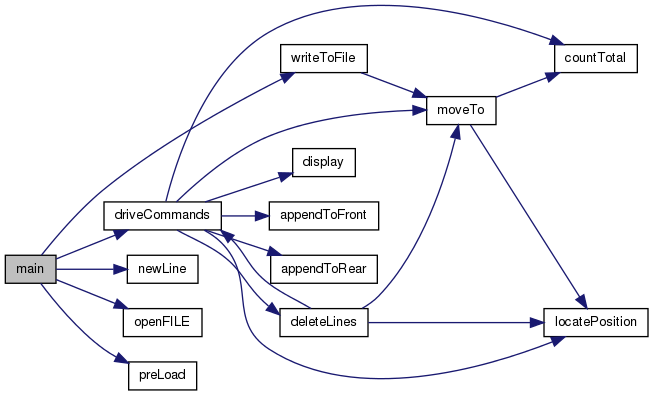 countTotal
writeToFile
moveTo
display
driveCommands
appendToFront
main
newLine
appendToRear
openFILE
deleteLines
locatePosition
preLoad